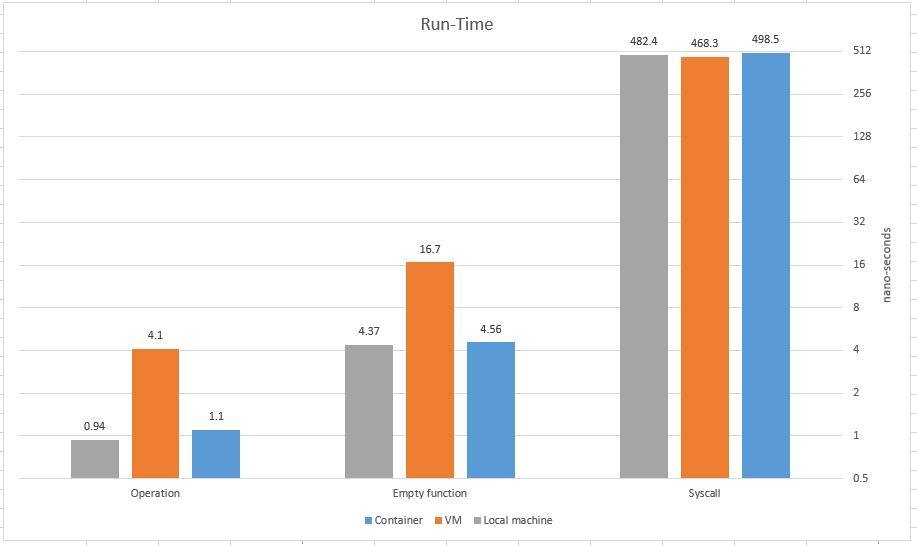 Run-Time
nano-seconds
0.5 1 2 4 8 16 32 64 128 256 512
0.94 4.1 1.1
4.37 16.7 4.56
482.4 468.3 498.5
Operation Empty function Syscall
Container VM Local machine